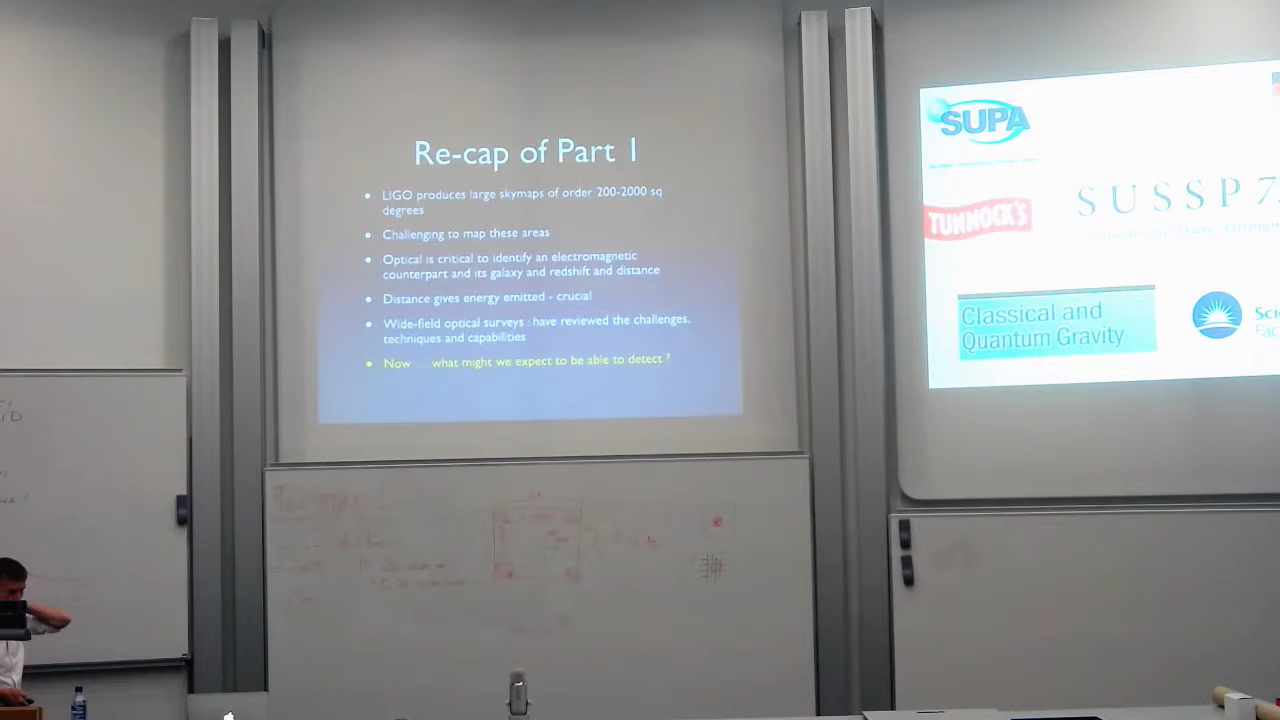 Re-cap of Part 1
• LIGO produces large skymaps of order 200-2000 sq
degrees
• Challenging to map these areas
• Optical is critical to identify an electromagnetic
counterpart and its galaxy and redshift and distance
• Distance gives energy emitted - crucial
• Wide-field optical surveys : have reviewed the challenges,
techniques and capabilities
• Now what might we expect to be able to detect ?
SUPA
TUNNOCK'S
SUSSP7
Classical and
Quantum Gravity